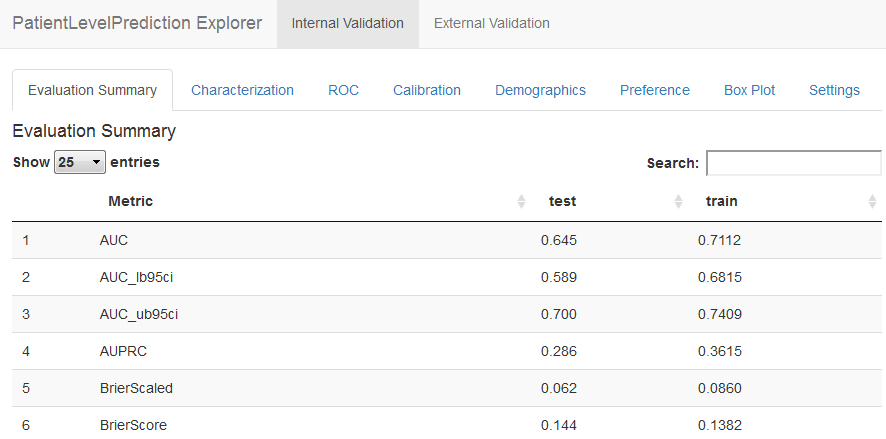 PatientLevelPrediction Explorer Internal Validation External Validation
Evaluation Summary Characterization ROC Calibration Demographics Preference Box Plot Settings
Evaluation Summary
Show 25 entries Search:
Metric test train
1 AUC 0.645 0.7112
2 AUC_lb95ci 0.589 0.6815
3 AUC_ub95ci 0.700 0.7409
4 AUPRC 0.286 0.3615
5 BrierScaled 0.062 0.0860
6 BrierScore 0.144 0.1382